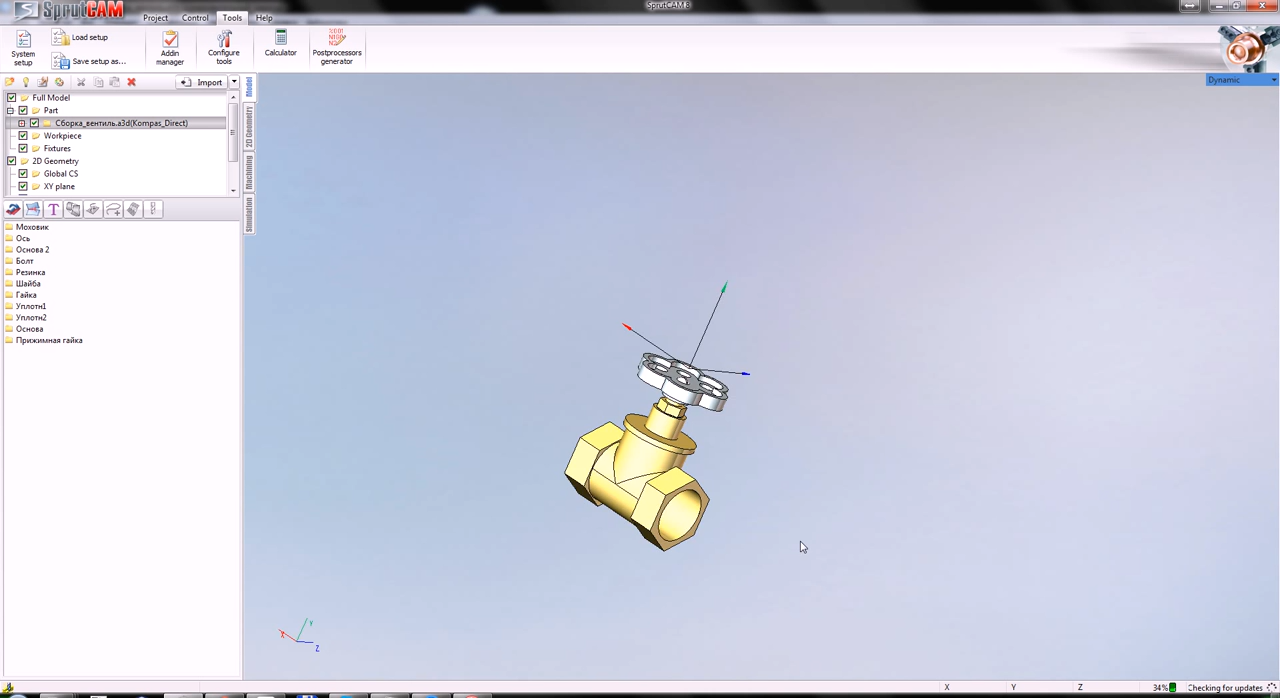 SprutCAM 8
SprutCAM
Project Control Tools Help
System setup
Load setup
Save setup as...
Addin manager
Configure tools
Calculator
Postprocessors generator
Import
Dynamic
Full Model
Part
Сборка_вентиль.a3d(Kompas_Direct)
Workpiece
Fixtures
2D Geometry
Global CS
XY plane
Model
2D Geometry
Machining
Simulation
Маховик
Ось
Основа 2
Болт
Резинка
Шайба
Гайка
Уплотн1
Уплотн2
Основа
Прижимная гайка
Y
X
Z
X Y Z 34% Checking for updates